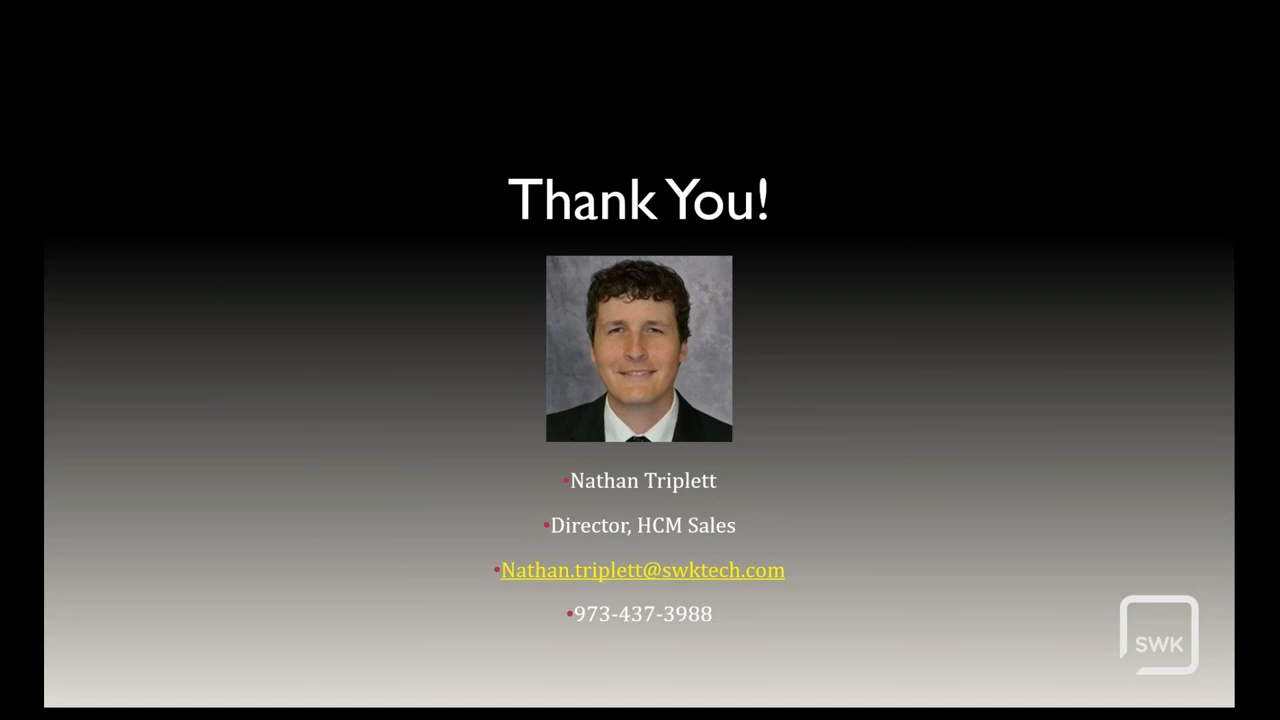 Thank You!
•Nathan Triplett
•Director, HCM Sales
•Nathan.triplett@swktech.com
•973-437-3988
SWK